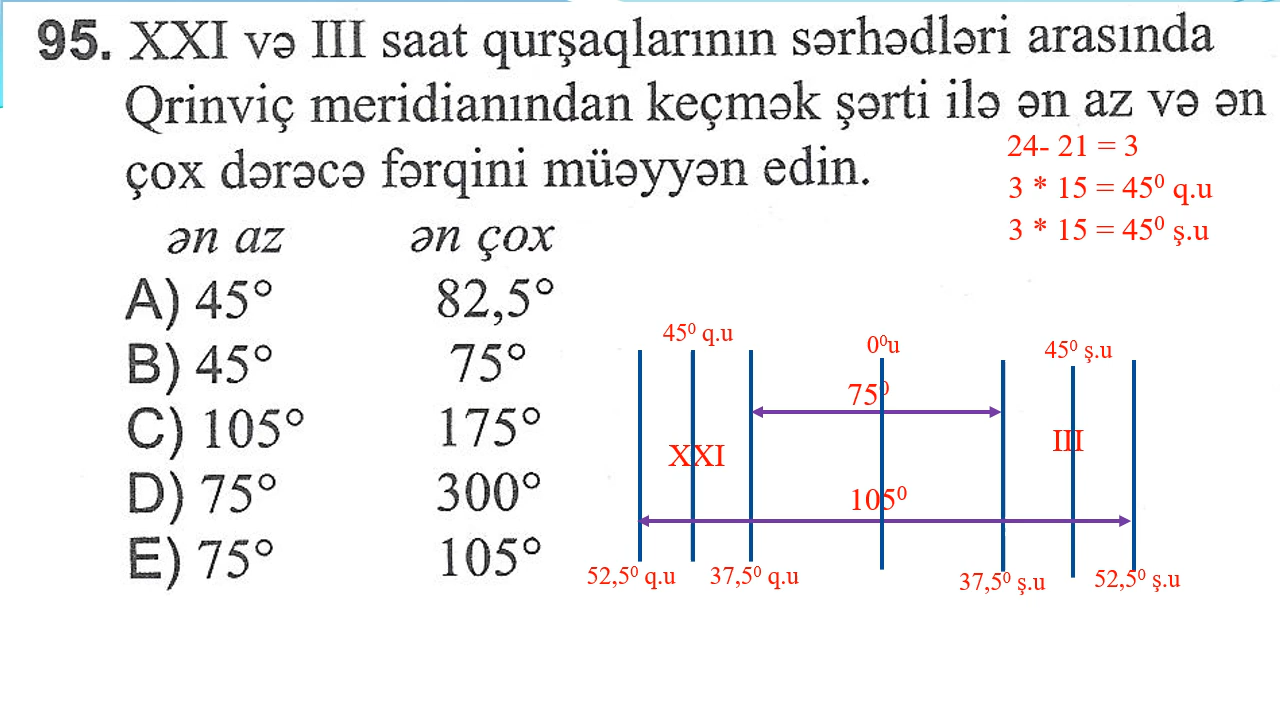 95. XXI və III saat qurşaqlarının sərhədləri arasında
Qrinviç meridianından keçmək şərti ilə ən az və ən
çox dərəcə fərqini müəyyən edin.
24- 21 = 3
3 * 15 = 45⁰ q.u
3 * 15 = 45⁰ ş.u
ən az ən çox
A) 45° 82,5°
B) 45° 75°
C) 105° 175°
D) 75° 300°
E) 75° 105°
45⁰ q.u 0⁰u 45⁰ ş.u
75⁰
XXI III
105⁰
52,5⁰ q.u 37,5⁰ q.u 37,5⁰ ş.u 52,5⁰ ş.u